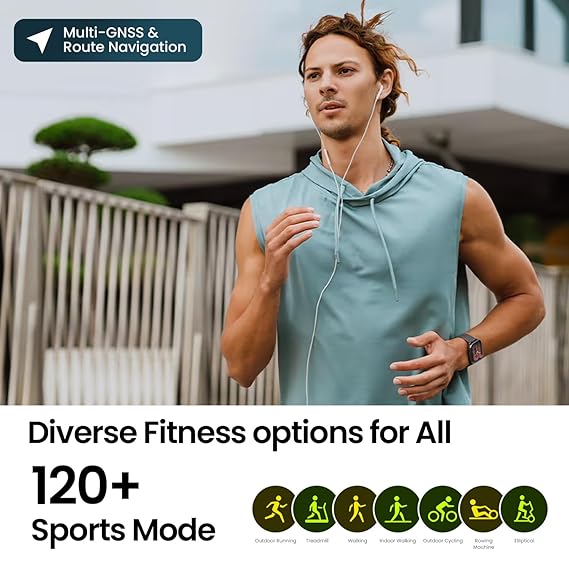 Multi-GNSS &
Route Navigation
Diverse Fitness options for All
120+
Sports Mode
Outdoor Running
Treadmill
Walking
Indoor Walking
Outdoor Cycling
Rowing
Machine
Elliptical